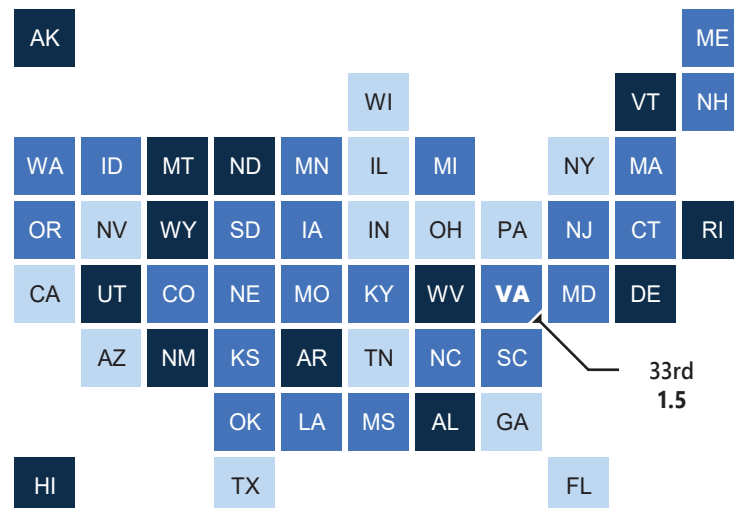 AK ME
WI VT NH
WA ID MT ND MN IL MI NY MA
OR NV WY SD IA IN OH PA NJ CT RI
CA UT CO NE MO KY WV VA MD DE
AZ NM KS AR TN NC SC
33rd
1.5
OK LA MS AL GA
HI TX FL